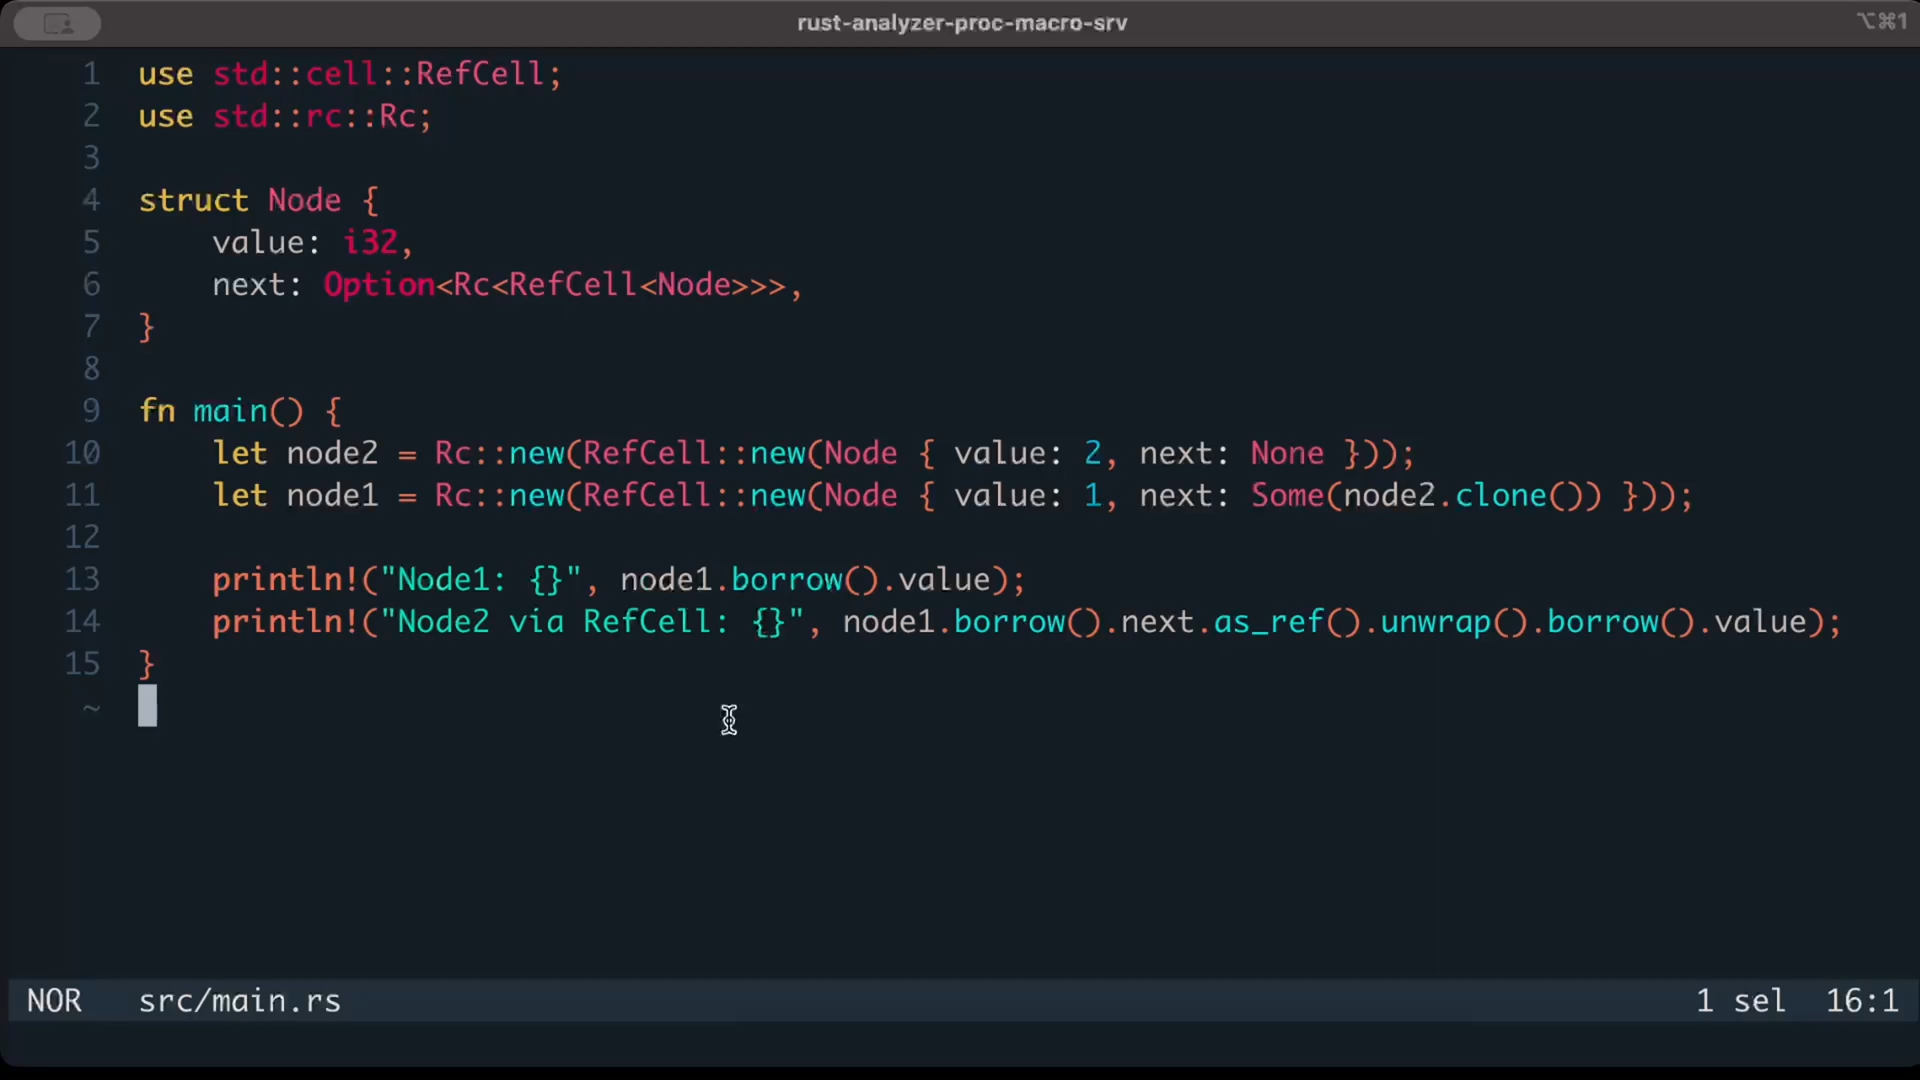 rust-analyzer-proc-macro-srv ⌥⌘1
1 use std::cell::RefCell;
2 use std::rc::Rc;
3
4 struct Node {
5     value: i32,
6     next: Option<Rc<RefCell<Node>>>,
7 }
8
9 fn main() {
10     let node2 = Rc::new(RefCell::new(Node { value: 2, next: None }));
11     let node1 = Rc::new(RefCell::new(Node { value: 1, next: Some(node2.clone()) }));
12
13     println!("Node1: {}", node1.borrow().value);
14     println!("Node2 via RefCell: {}", node1.borrow().next.as_ref().unwrap().borrow().value);
15 }
~
NOR src/main.rs 1 sel 16:1